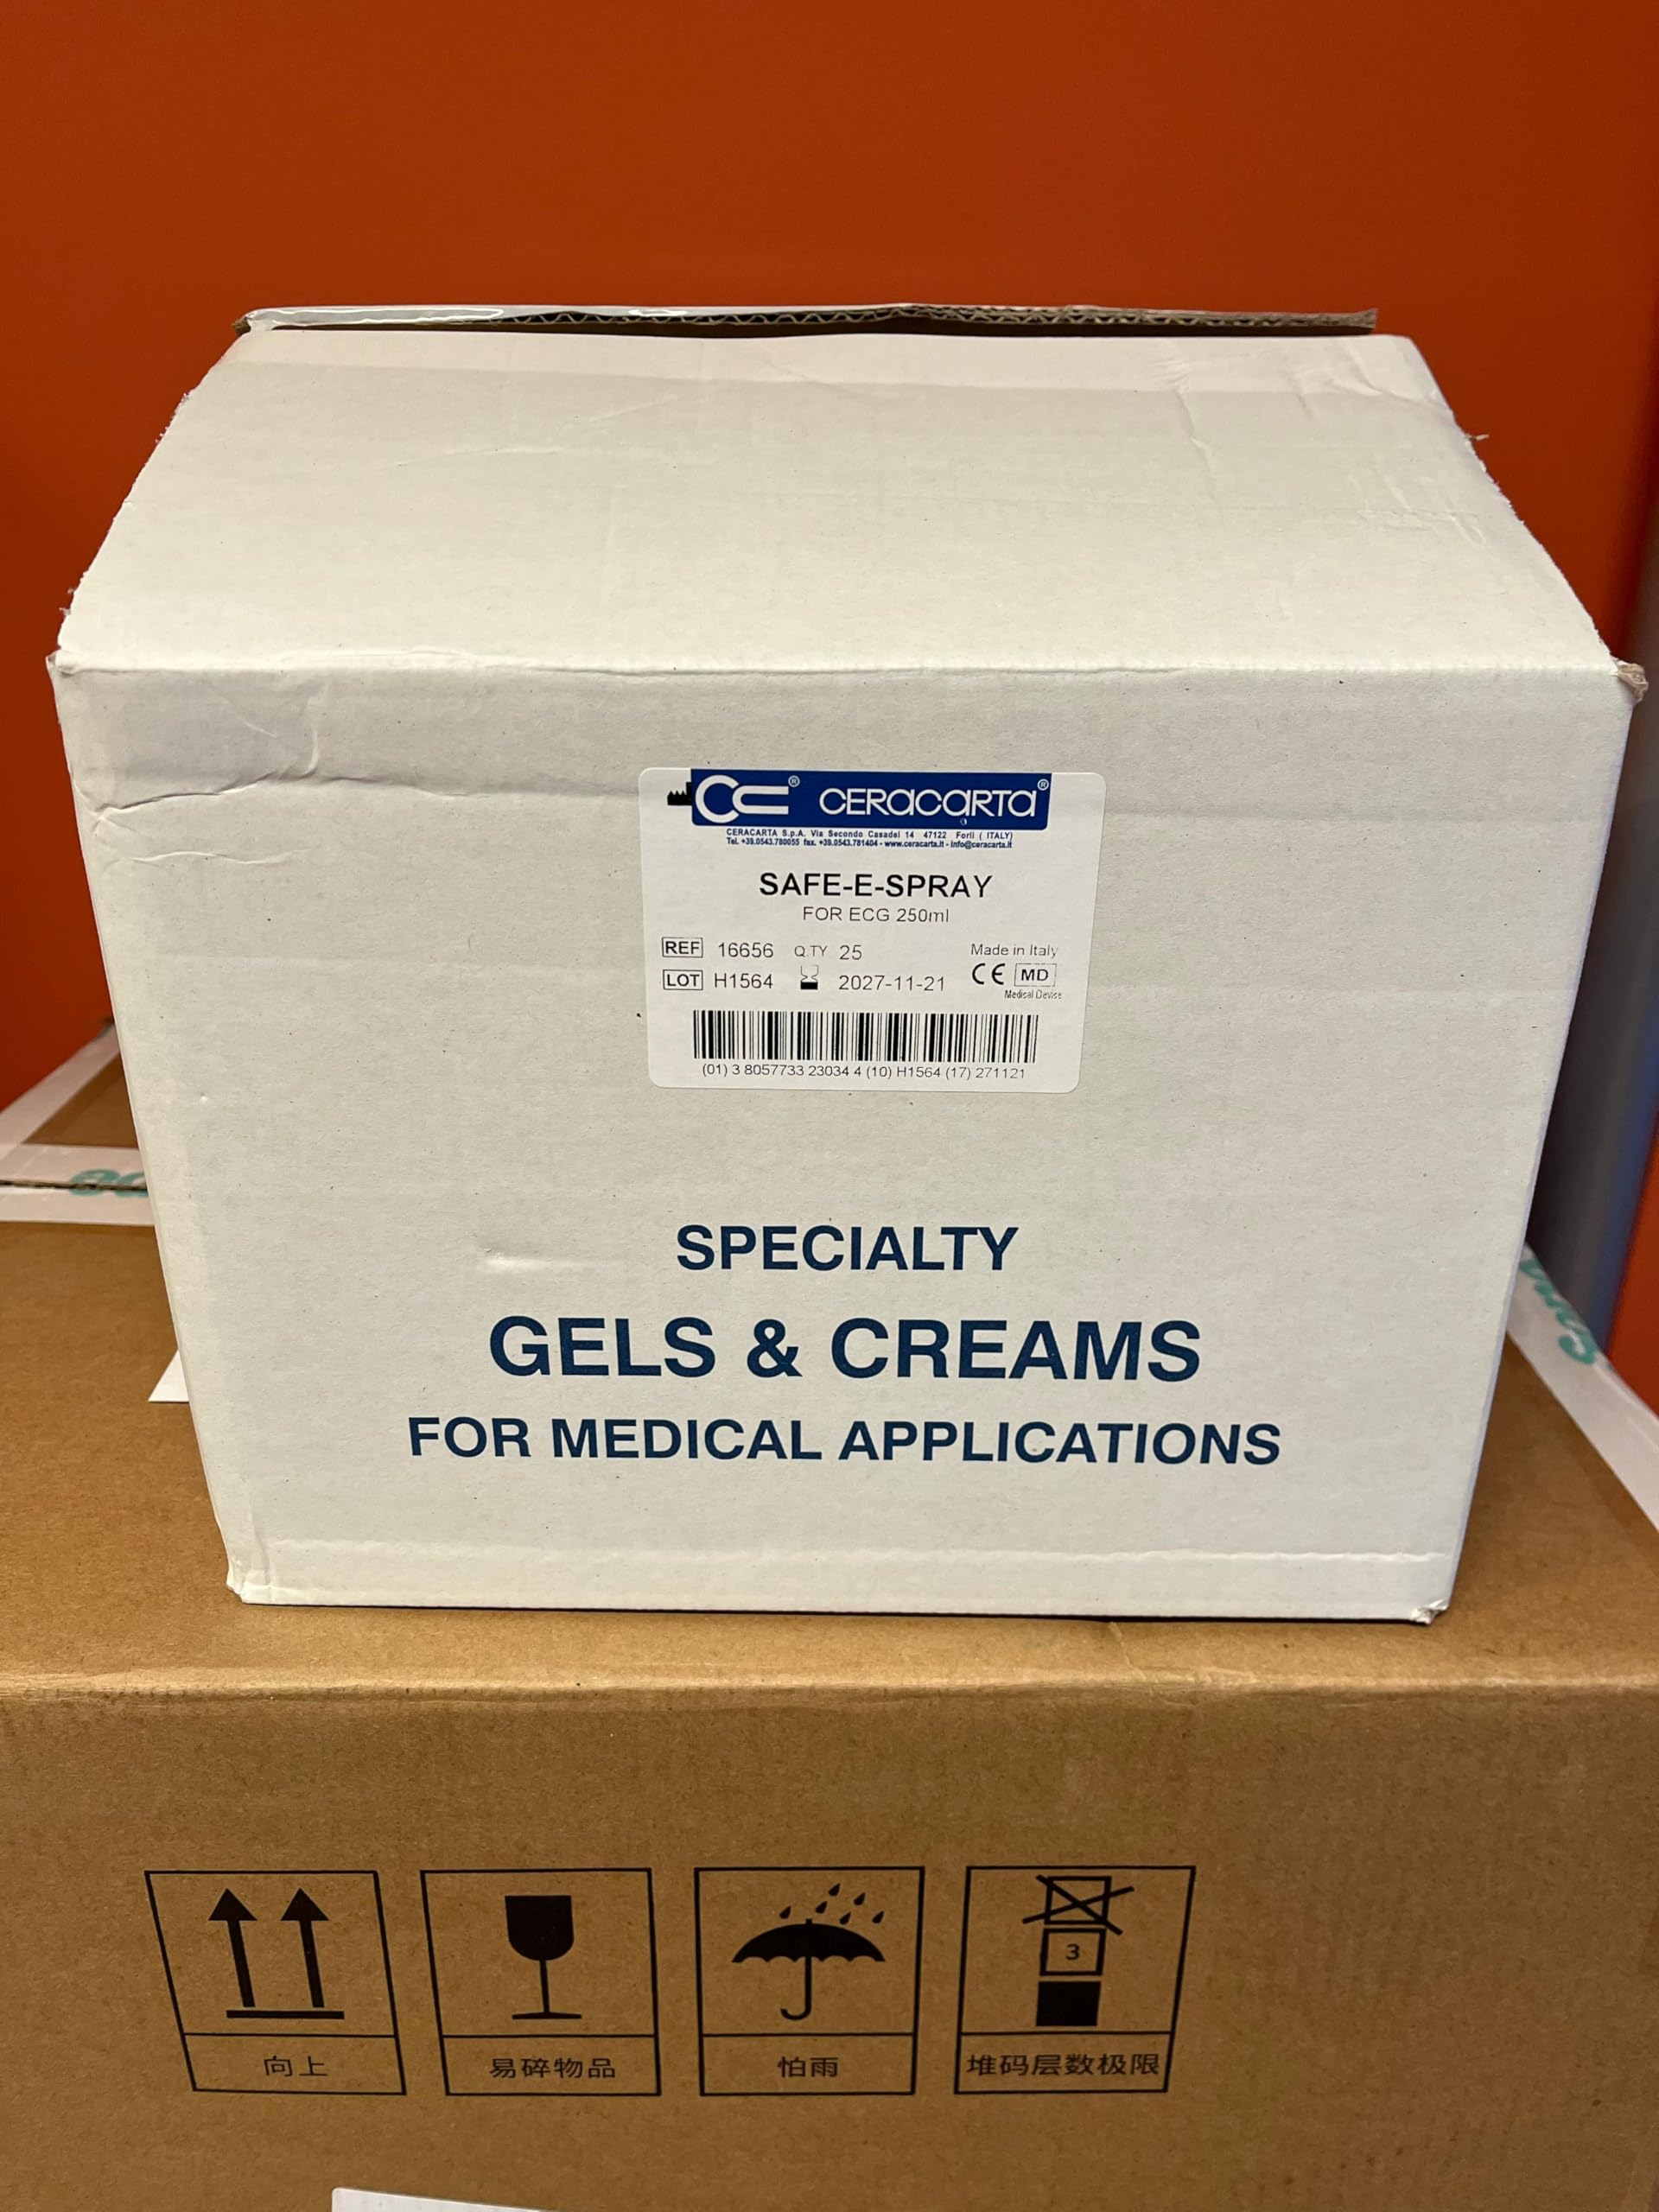 CERACARTA®
CERACARTA S.p.A. Via Secondo Casadei 14 47122 Forlì ( ITALY)
Tel. +39.0543.780055 fax. +39.0543.781404 - www.ceracarta.it - info@ceracarta.it
SAFE-E-SPRAY
FOR ECG 250ml
REF 16656 Q.TY 25 Made in Italy
LOT H1564 2027-11-21 CE MD
Medical Device
(01) 3 8057733 23034 4 (10) H1564 (17) 271121
SPECIALTY
GELS & CREAMS
FOR MEDICAL APPLICATIONS
3
向上 易碎物品 怕雨 堆码层数极限